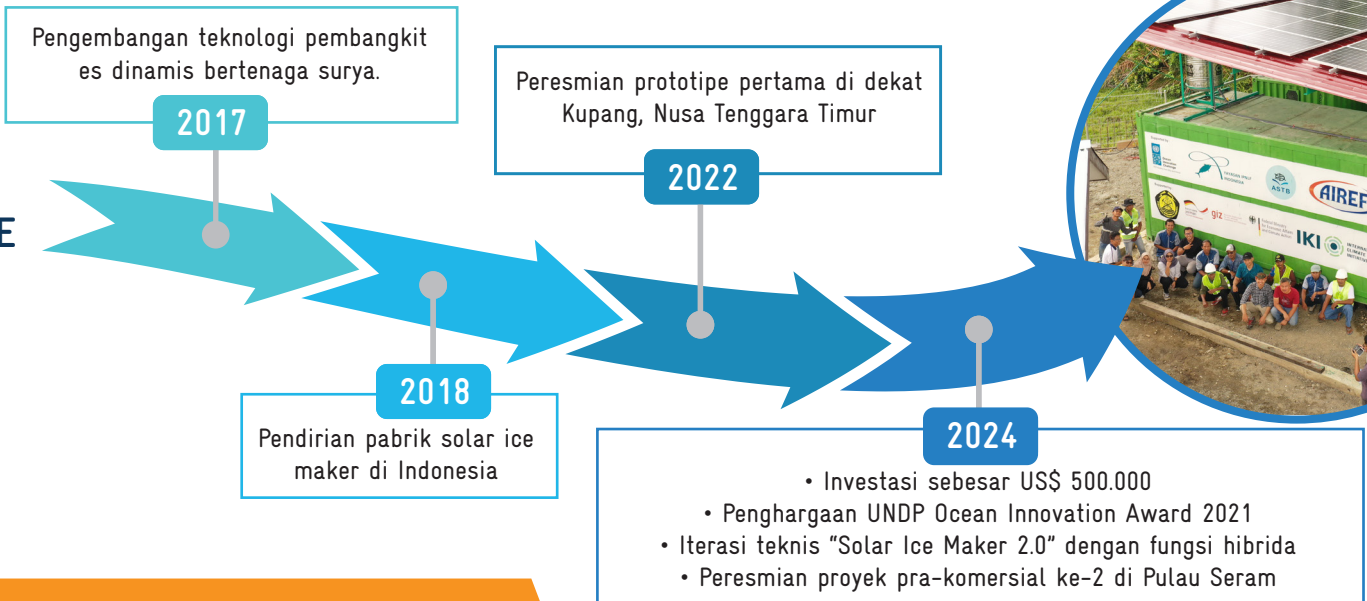 Pengembangan teknologi pembangkit
es dinamis bertenaga surya.
2017
2018
Pendirian pabrik solar ice
maker di Indonesia
Peresmian prototipe pertama di dekat
Kupang, Nusa Tenggara Timur
2022
2024
• Investasi sebesar US$ 500.000
• Penghargaan UNDP Ocean Innovation Award 2021
• Iterasi teknis "Solar Ice Maker 2.0" dengan fungsi hibrida
• Peresmian proyek pra-komersial ke-2 di Pulau Seram
E
ASTB
AIREF
giz
IKI